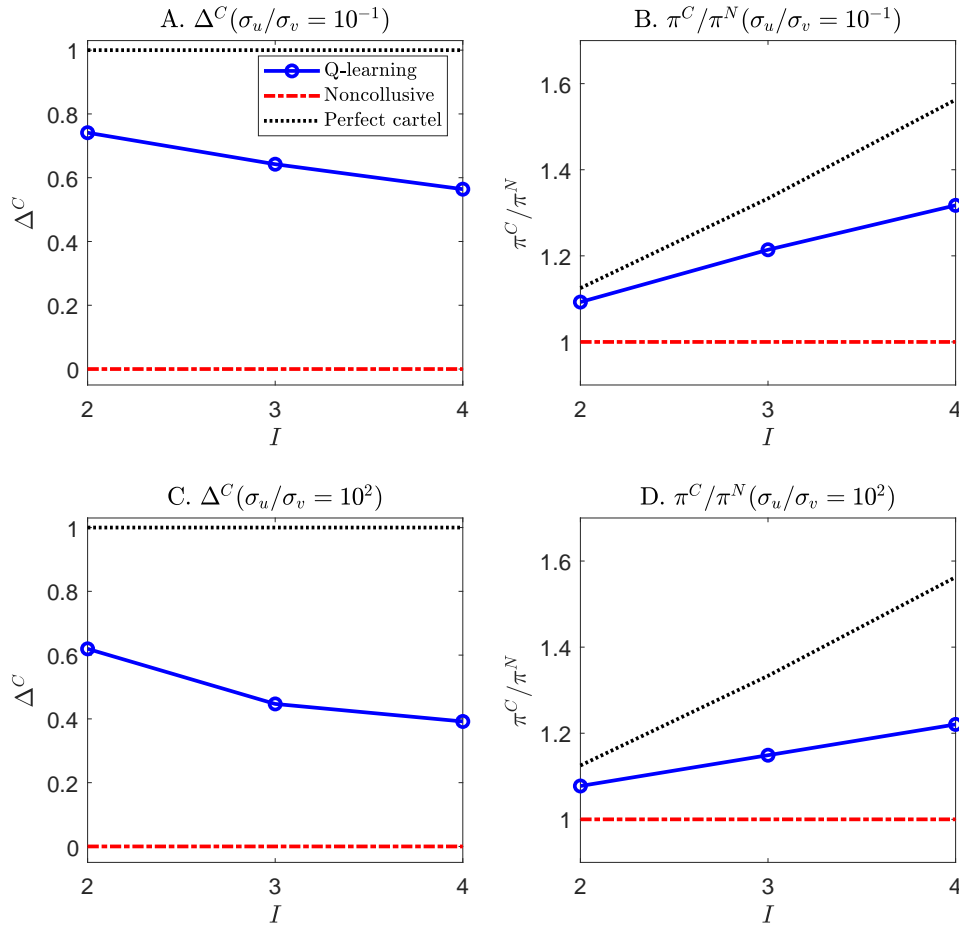 A. Δ^C(σ_u/σ_v = 10^{-1})
1
0.8
0.6
0.4
0.2
0
Δ^C
2
3
4
I
Q-learning
Noncollusive
Perfect cartel
B. π^C/π^N(σ_u/σ_v = 10^{-1})
1.6
1.4
1.2
1
π^C/π^N
2
3
4
I
C. Δ^C(σ_u/σ_v = 10^2)
1
0.8
0.6
0.4
0.2
0
Δ^C
2
3
4
I
D. π^C/π^N(σ_u/σ_v = 10^2)
1.6
1.4
1.2
1
π^C/π^N
2
3
4
I